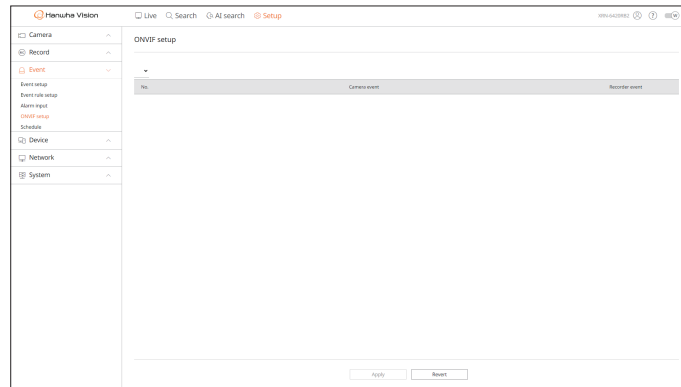 Hanwha Vision
Live Search AI search Setup
XRN-6420RB2 ? W
Camera
Record
Event
Event setup
Event rule setup
Alarm input
ONVIF setup
Schedule
Device
Network
System
ONVIF setup
No. Camera event Recorder event
Apply Revert